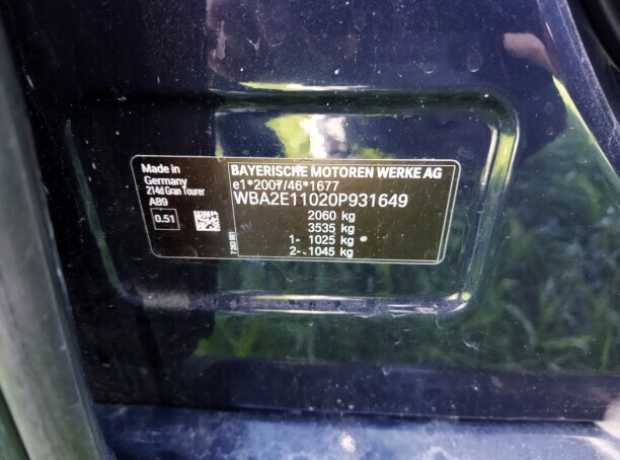 Made in
Germany
214d Gran Tourer
A89
0.51
BAYERISCHE MOTOREN WERKE AG
e1*2007/46*1677
WBA2E11020P931649
2060 kg
3535 kg
1- 1025 kg
2- 1045 kg